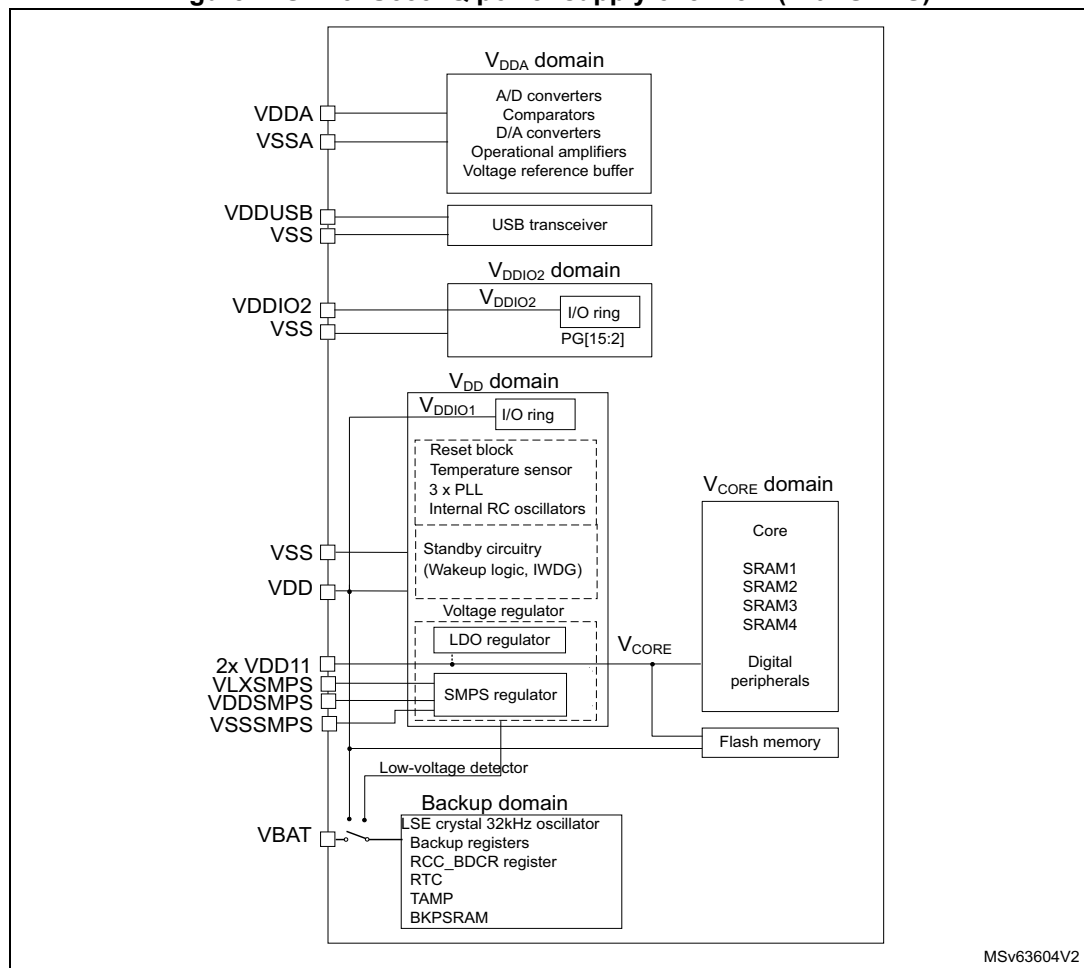 VDDA domain
A/D converters
Comparators
D/A converters
Operational amplifiers
Voltage reference buffer
VDDA
VSSA
VDDUSB
VSS
USB transceiver
VDDIO2 domain
VDDIO2
VDDIO2
VSS
I/O ring
PG[15:2]
VDD domain
VDDIO1
I/O ring
Reset block
Temperature sensor
3 x PLL
Internal RC oscillators
VSS
VDD
Standby circuitry
(Wakeup logic, IWDG)
Voltage regulator
LDO regulator
2x VDD11
VLXSMPS
VDDSMPS
VSSSMPS
SMPS regulator
VCORE
VCORE domain
Core
SRAM1
SRAM2
SRAM3
SRAM4
Digital
peripherals
Flash memory
Low-voltage detector
Backup domain
VBAT
LSE crystal 32kHz oscillator
Backup registers
RCC_BDCR register
RTC
TAMP
BKPSRAM
MSv63604V2